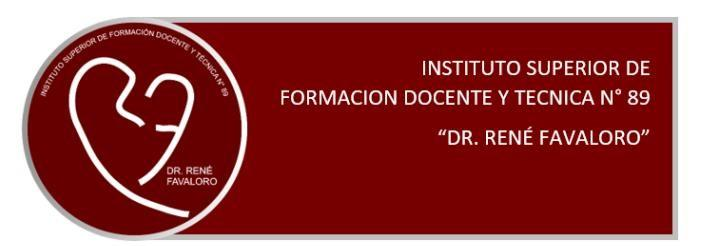 INSTITUTO SUPERIOR DE FORMACIÓN DOCENTE Y TÉCNICA N° 89
DR. RENÉ
FAVALORO
INSTITUTO SUPERIOR DE
FORMACION DOCENTE Y TECNICA N° 89
“DR. RENÉ FAVALORO”